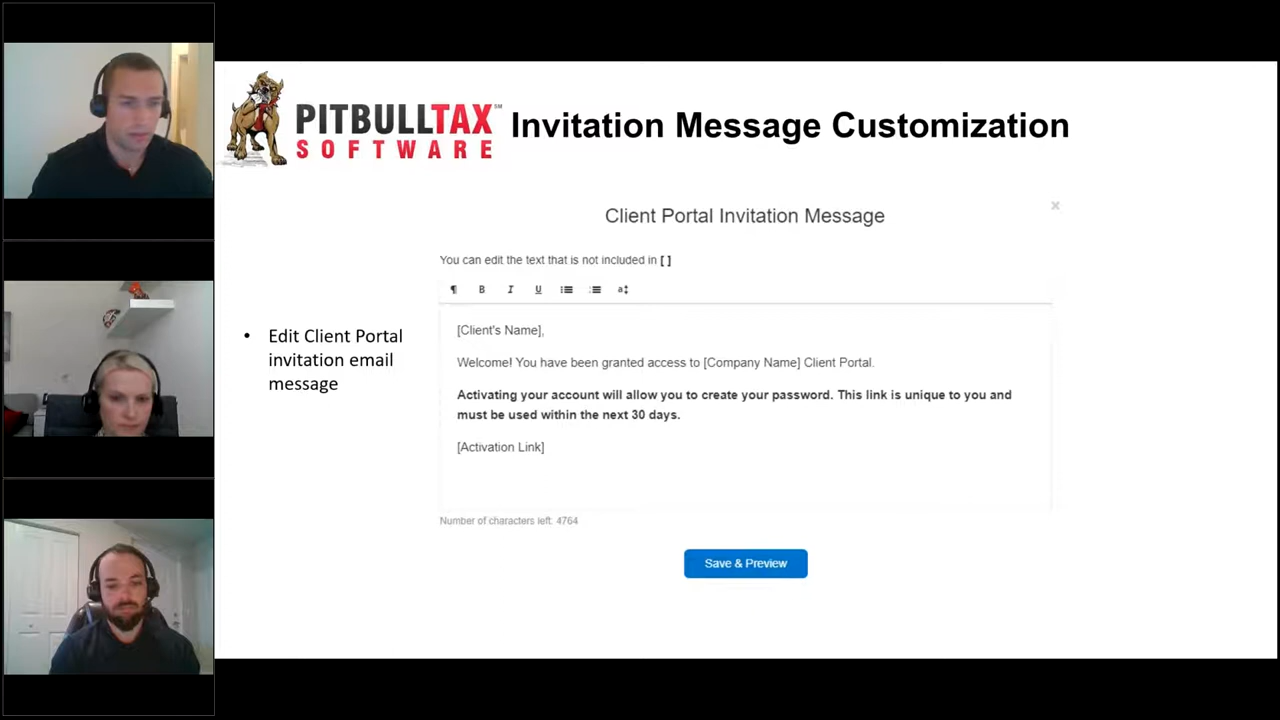 PITBULLTAX™
SOFTWARE
Invitation Message Customization
Client Portal Invitation Message
×
You can edit the text that is not included in [ ]
¶ B I U
[Client's Name],
Welcome! You have been granted access to [Company Name] Client Portal.
Activating your account will allow you to create your password. This link is unique to you and
must be used within the next 30 days.
[Activation Link]
Number of characters left: 4764
Save & Preview
• Edit Client Portal
invitation email
message